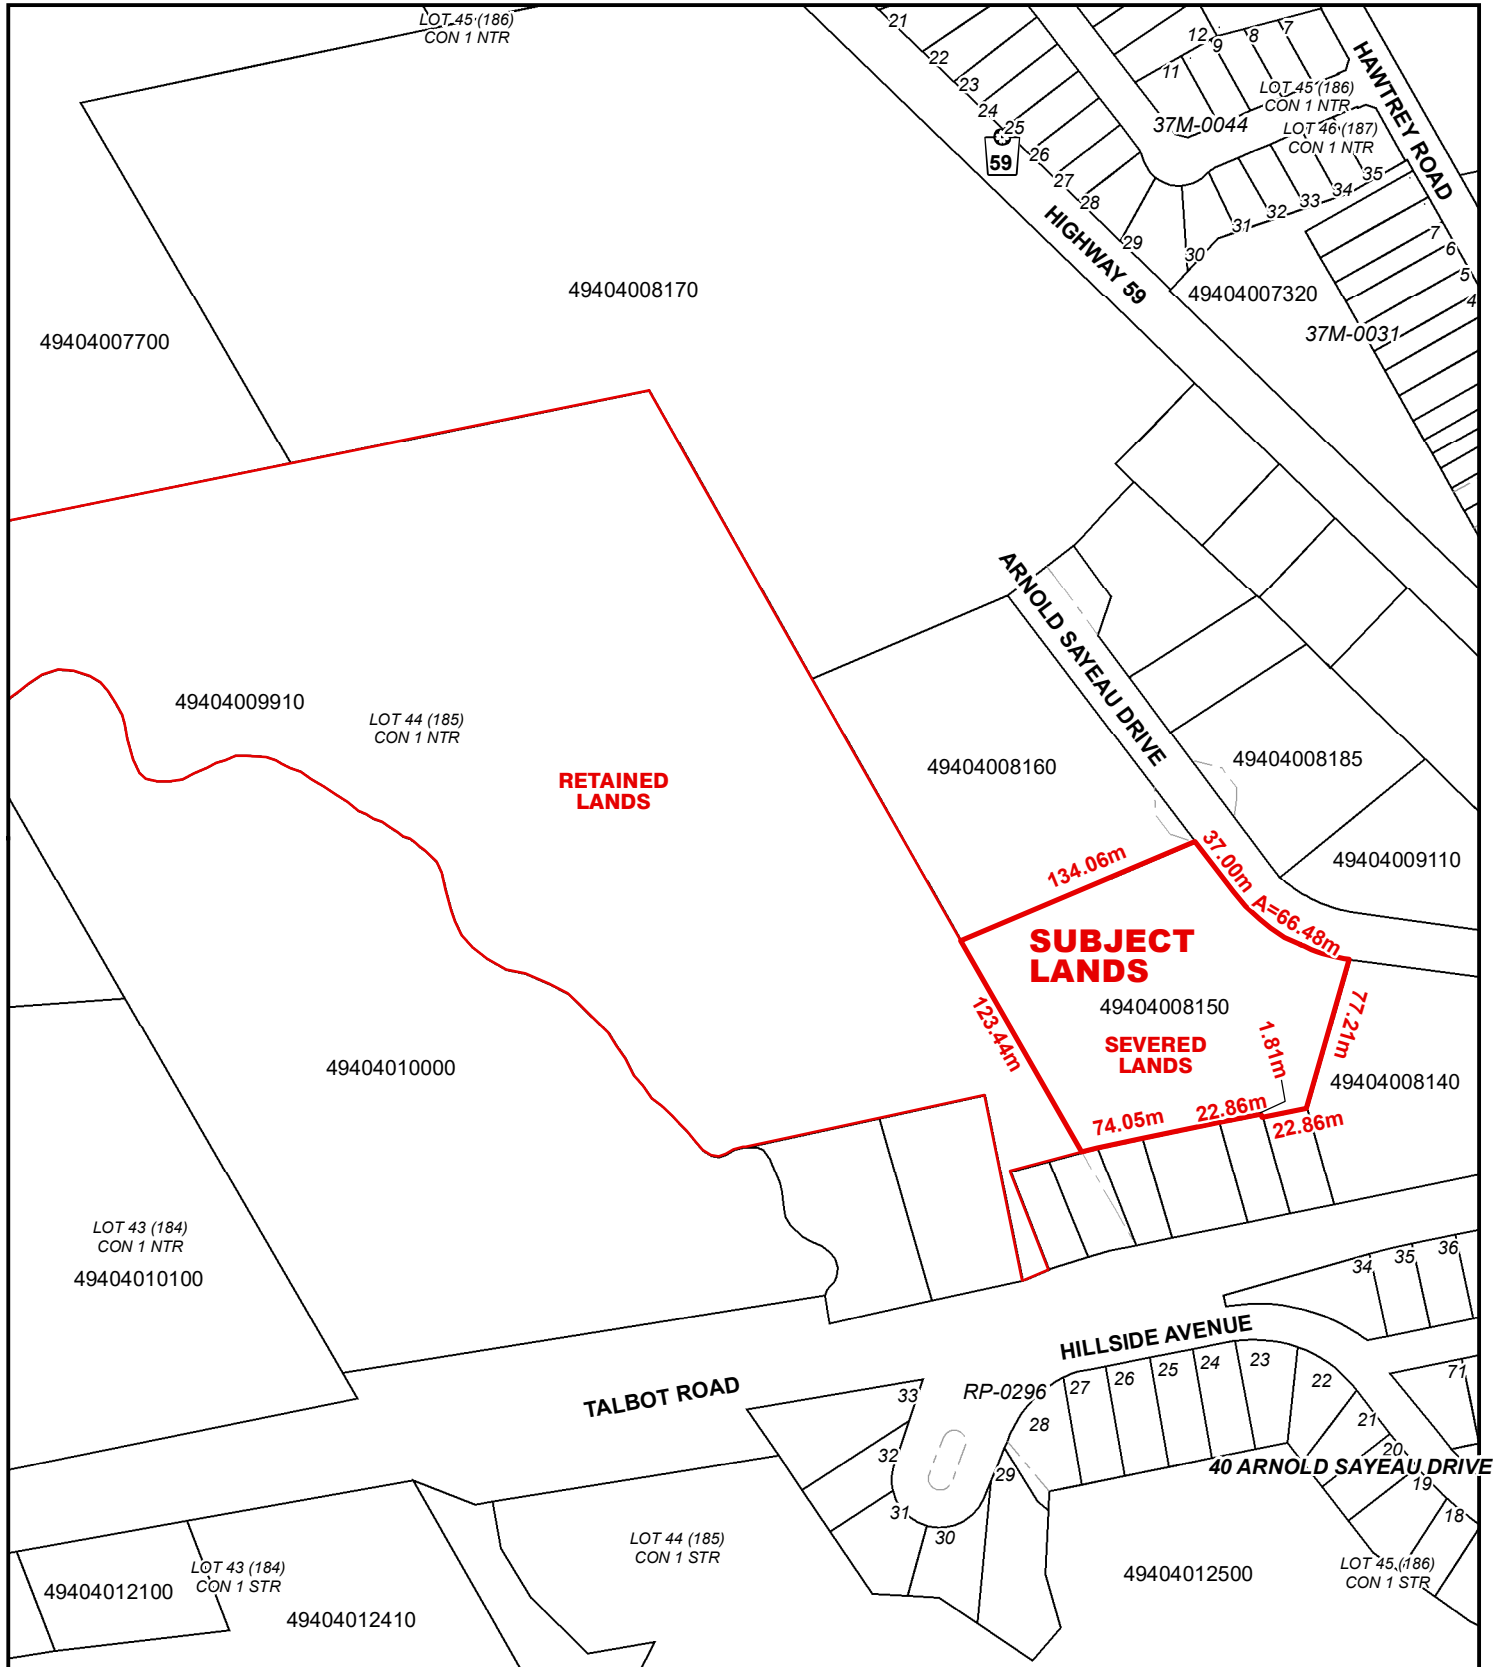 LOT 45 (186)
CON 1 NTR
21
22
23
24
25
26
27
28
29
30
31
32
33
34
35
12
9
8
7
11
LOT 45 (186)
CON 1 NTR
37M-0044
LOT 46 (187)
CON 1 NTR
HAWTREY ROAD
59
HIGHWAY 59
7
6
5
4
49404008170
49404007320
49404007700
37M-0031
ARNOLD SAYEAU DRIVE
49404009910
LOT 44 (185)
CON 1 NTR
RETAINED
LANDS
49404008160
49404008185
49404009110
134.06m
37.00m
A=66.48m
SUBJECT
LANDS
49404008150
SEVERED
LANDS
123.44m
77.21m
1.81m
74.05m
22.86m
22.86m
49404008140
49404010000
LOT 43 (184)
CON 1 NTR
49404010100
34
35
36
HILLSIDE AVENUE
TALBOT ROAD
33
RP-0296
27
26
25
24
23
22
71
28
21
32
20
40 ARNOLD SAYEAU DRIVE
29
19
31
18
30
LOT 44 (185)
CON 1 STR
LOT 45 (186)
CON 1 STR
LOT 43 (184)
CON 1 STR
49404012100
49404012410
49404012500